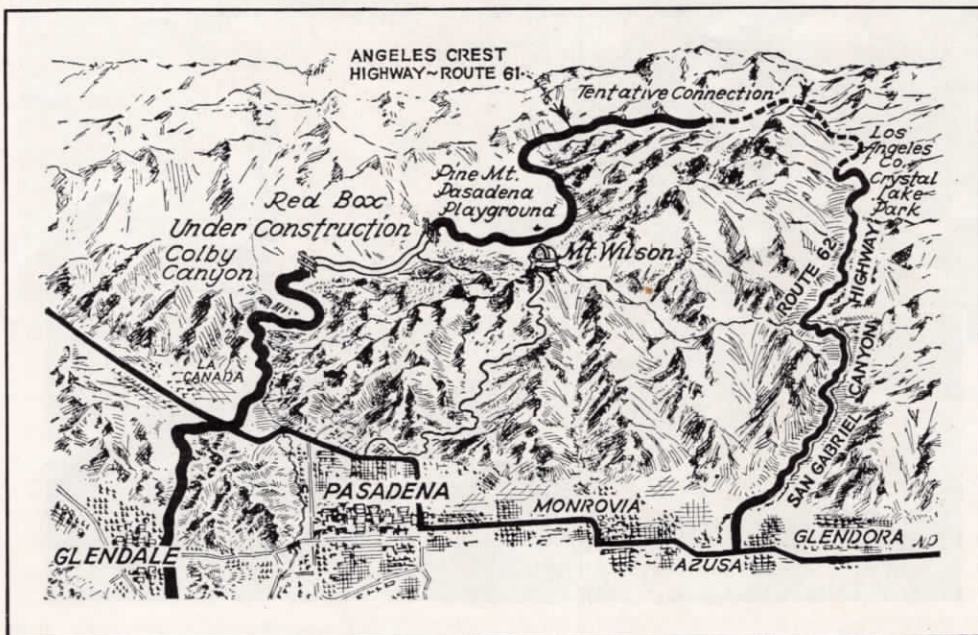 ANGELES CREST
HIGHWAY~ROUTE 61
Tentative Connection
Los
Angeles
Co.
Crystal
Lake
Park
Pine Mt.
Pasadena
Playground
Red Box
Under Construction
Colby
Canyon
Mt. Wilson
ROUTE 62
SAN GABRIEL CANYON HIGHWAY
LA
CANADA
PASADENA
MONROVIA
GLENDALE
AZUSA
GLENDORA